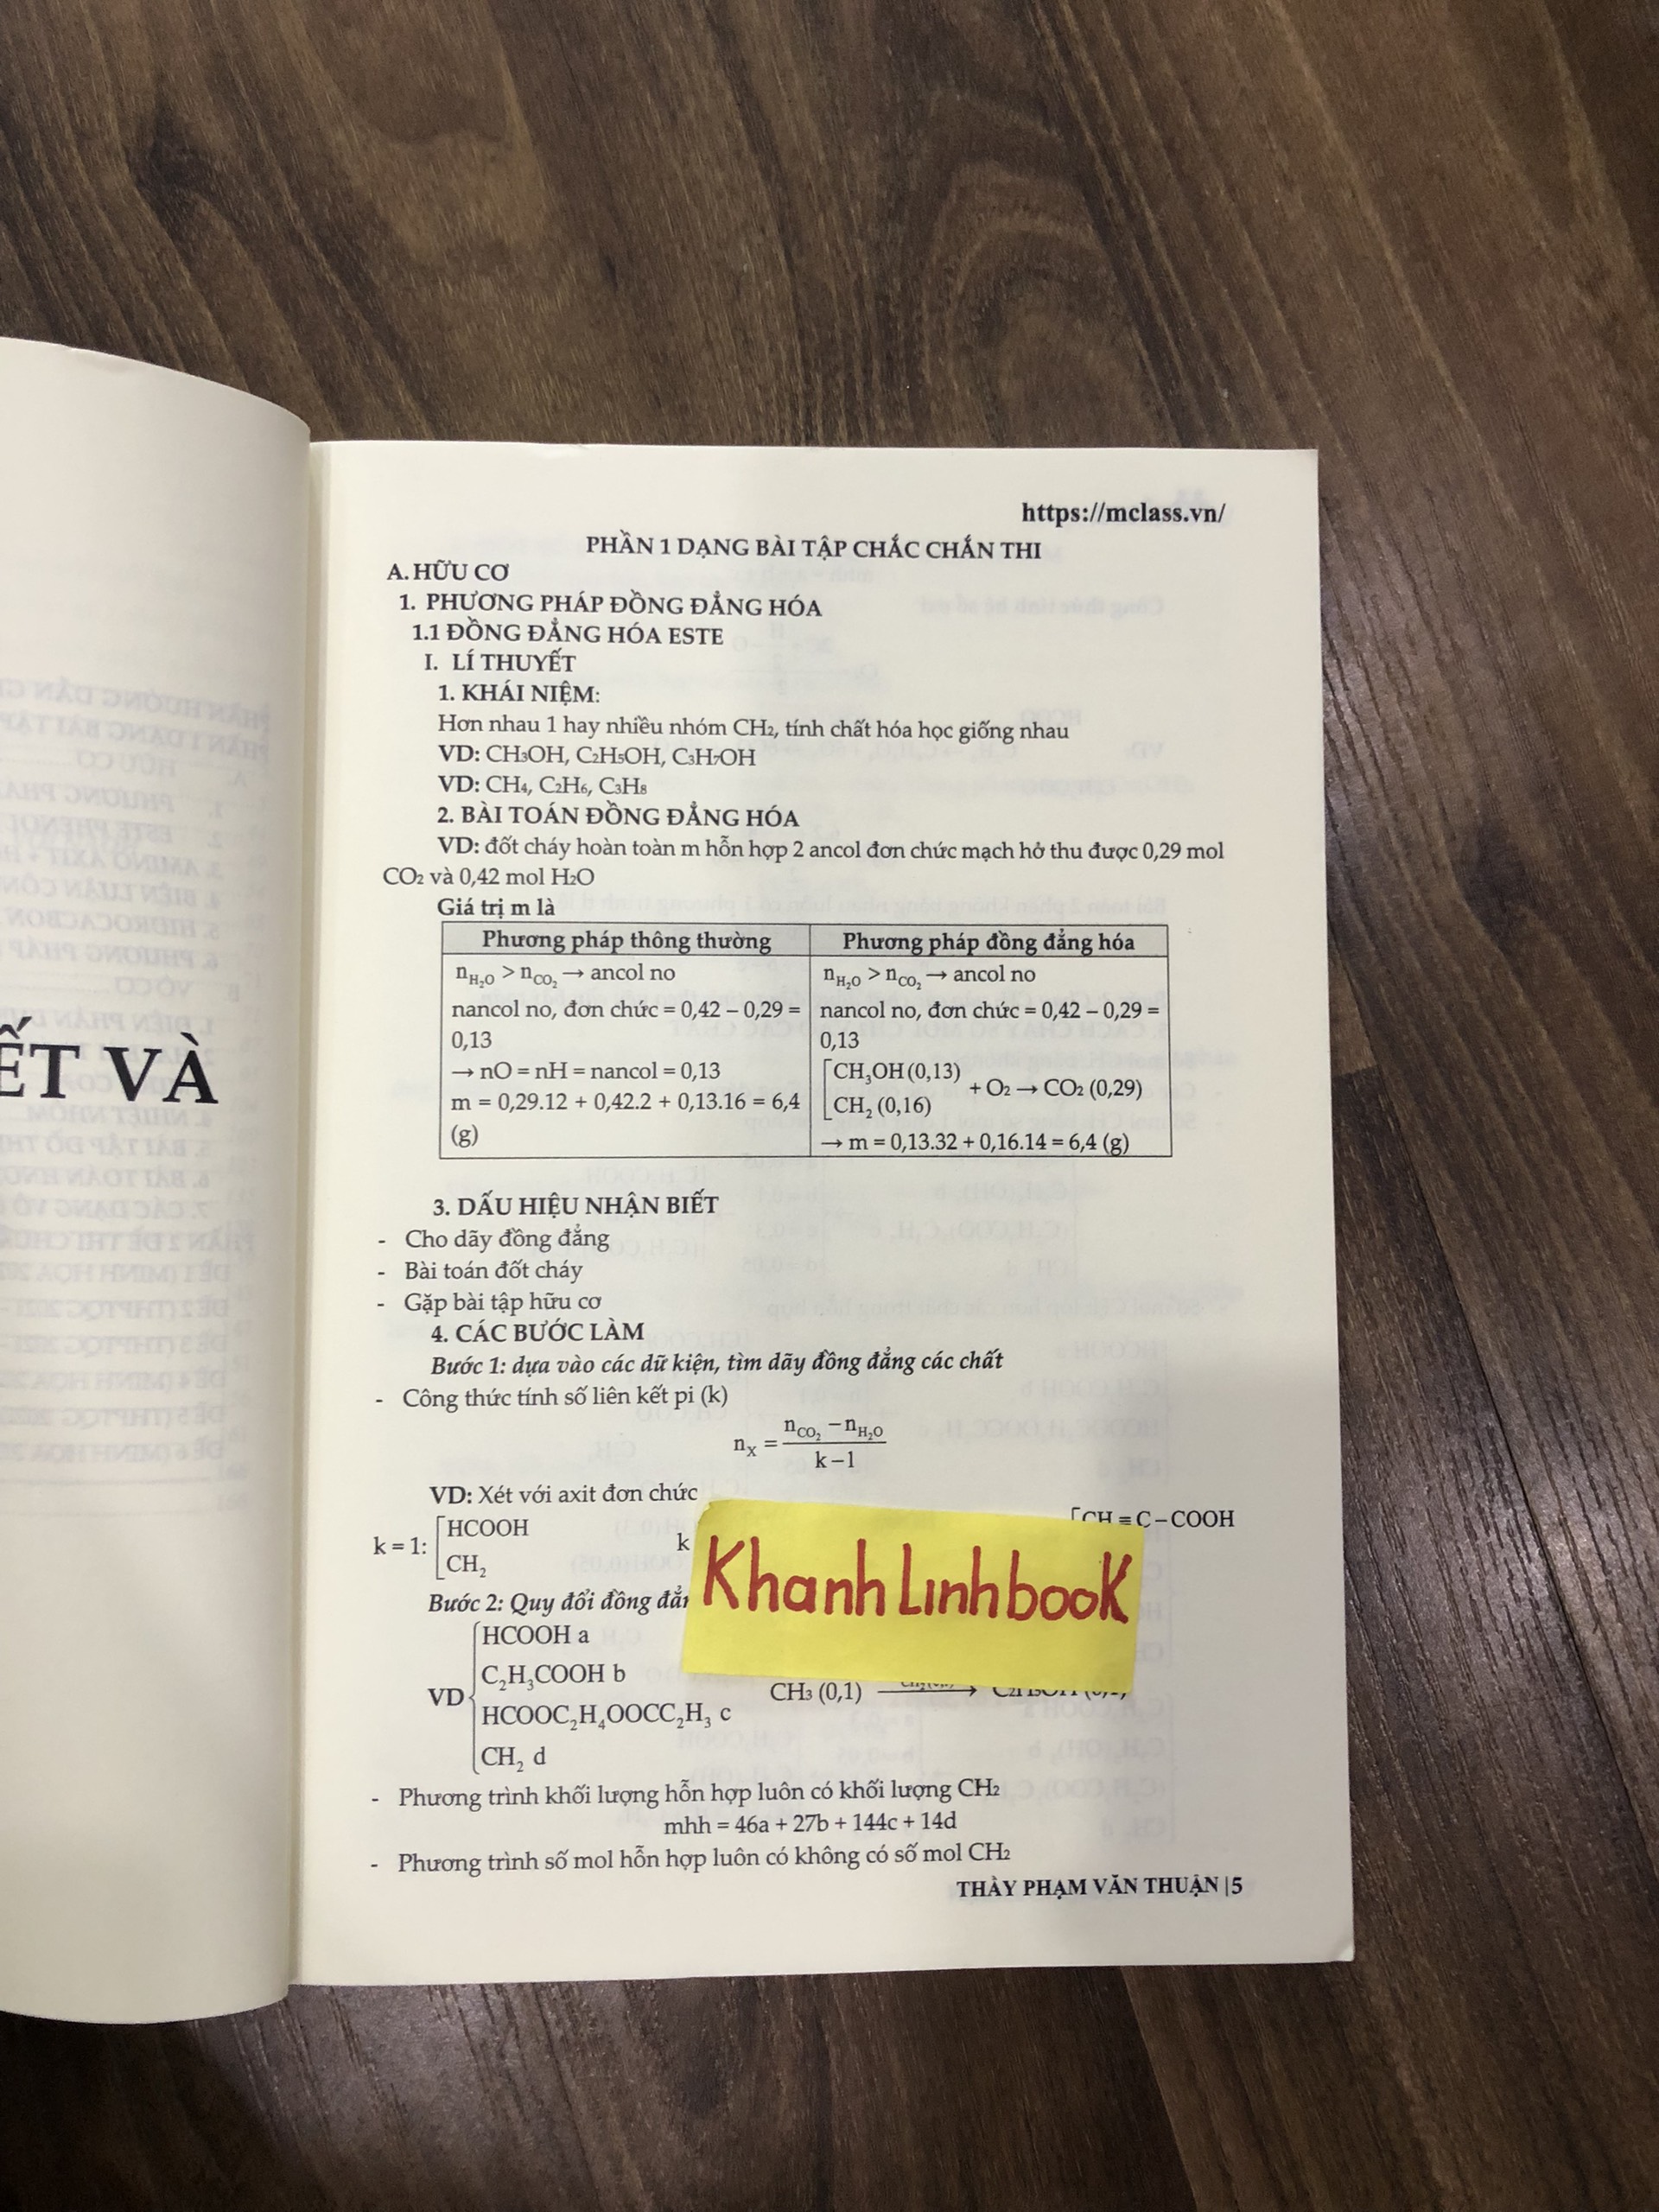 ẾT VÀ
https://mclass.vn/
PHẦN 1 DẠNG BÀI TẬP CHẮC CHẮN THI
A. HỮU CƠ
1. PHƯƠNG PHÁP ĐỒNG ĐẲNG HÓA
1.1 ĐỒNG ĐẲNG HÓA ESTE
I. LÍ THUYẾT
1. KHÁI NIỆM:
Hơn nhau 1 hay nhiều nhóm CH₂, tính chất hóa học giống nhau
VD: CH₃OH, C₂H₅OH, C₃H₇OH
VD: CH₄, C₂H₆, C₃H₈
2. BÀI TOÁN ĐỒNG ĐẲNG HÓA
VD: đốt cháy hoàn toàn m hỗn hợp 2 ancol đơn chức mạch hở thu được 0,29 mol
CO₂ và 0,42 mol H₂O
Giá trị m là
Phương pháp thông thường
n_H₂O > n_CO₂ → ancol no
nancol no, đơn chức = 0,42 – 0,29 =
0,13
→ nO = nH = nancol = 0,13
m = 0,29.12 + 0,42.2 + 0,13.16 = 6,4
(g)
Phương pháp đồng đẳng hóa
n_H₂O > n_CO₂ → ancol no
nancol no, đơn chức = 0,42 – 0,29 =
0,13
CH₃OH (0,13)
CH₂ (0,16)
+ O₂ → CO₂ (0,29)
→ m = 0,13.32 + 0,16.14 = 6,4 (g)
3. DẤU HIỆU NHẬN BIẾT
- Cho dãy đồng đẳng
- Bài toán đốt cháy
- Gặp bài tập hữu cơ
4. CÁC BƯỚC LÀM
Bước 1: dựa vào các dữ kiện, tìm dãy đồng đẳng các chất
- Công thức tính số liên kết pi (k)
n_X = (n_CO₂ – n_H₂O) / (k – 1)
VD: Xét với axit đơn chức
k = 1: [HCOOH
CH₂
k
[CH ≡ C – COOH
Khanh Linh book
Bước 2: Quy đổi đồng
VD
HCOOH a
C₂H₃COOH b
HCOOC₂H₄OOCC₂H₃ c
CH₂ d
CH₃ (0,1) →
- Phương trình khối lượng hỗn hợp luôn có khối lượng CH₂
mhh = 46a + 27b + 144c + 14d
- Phương trình số mol hỗn hợp luôn có không có số mol CH₂
THẦY PHẠM VĂN THUẬN |5